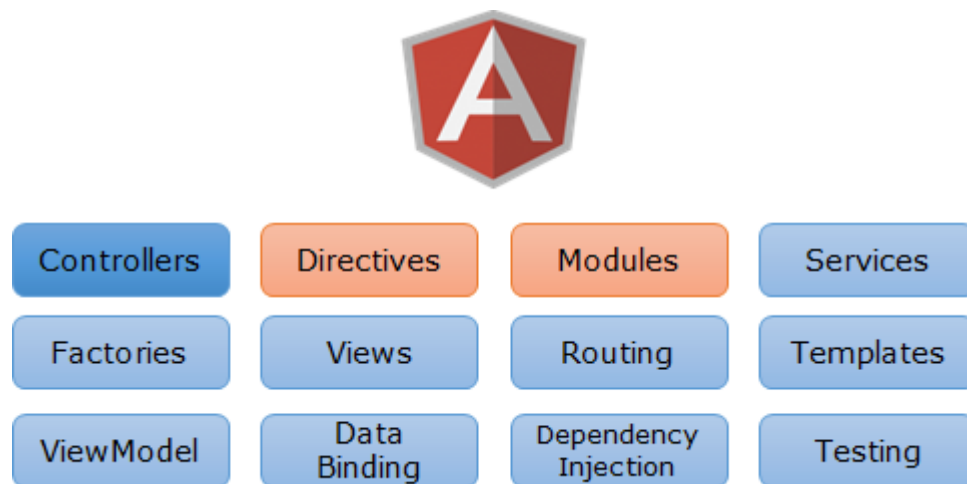 A
Controllers
Directives
Modules
Services
Factories
Views
Routing
Templates
ViewModel
Data
Binding
Dependency
Injection
Testing